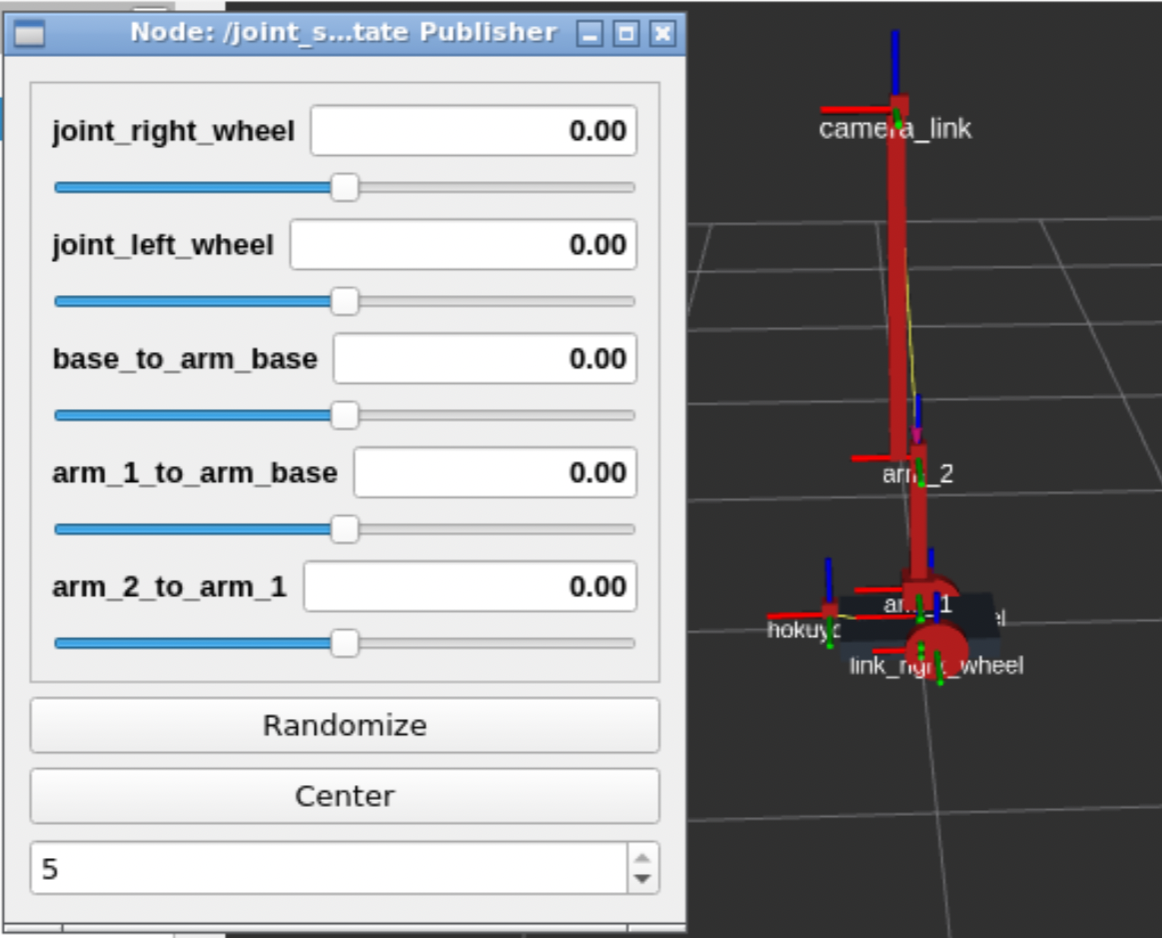 Node: /joint_s...tate Publisher
joint_right_wheel 0.00
joint_left_wheel 0.00
base_to_arm_base 0.00
arm_1_to_arm_base 0.00
arm_2_to_arm_1 0.00
Randomize
Center
5
camera_link
arm_2
arm_1
link_right_wheel